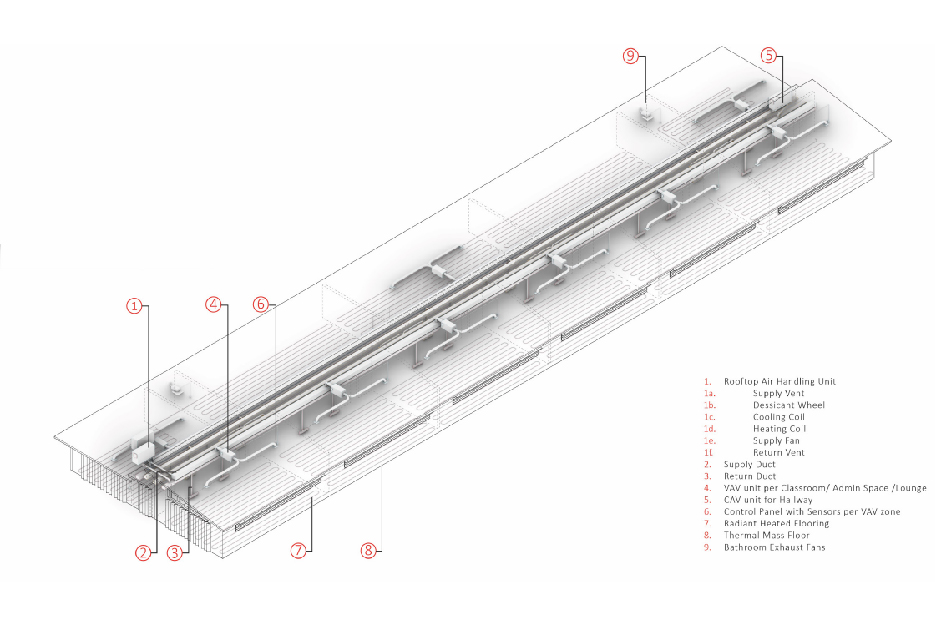 9
5
1
4
6
2
3
7
8
1. Rooftop Air Handling Unit
1a. Supply Vent
1b. Dessicant Wheel
1c. Cooling Coil
1d. Heating Coil
1e. Supply Fan
1f. Return Vent
2. Supply Duct
3. Return Duct
4. VAV unit per Classroom/ Admin Space /Lounge
5. CAV unit for Hallway
6. Control Panel with Sensors per VAV zone
7. Radiant Heated Flooring
8. Thermal Mass Floor
9. Bathroom Exhaust Fans